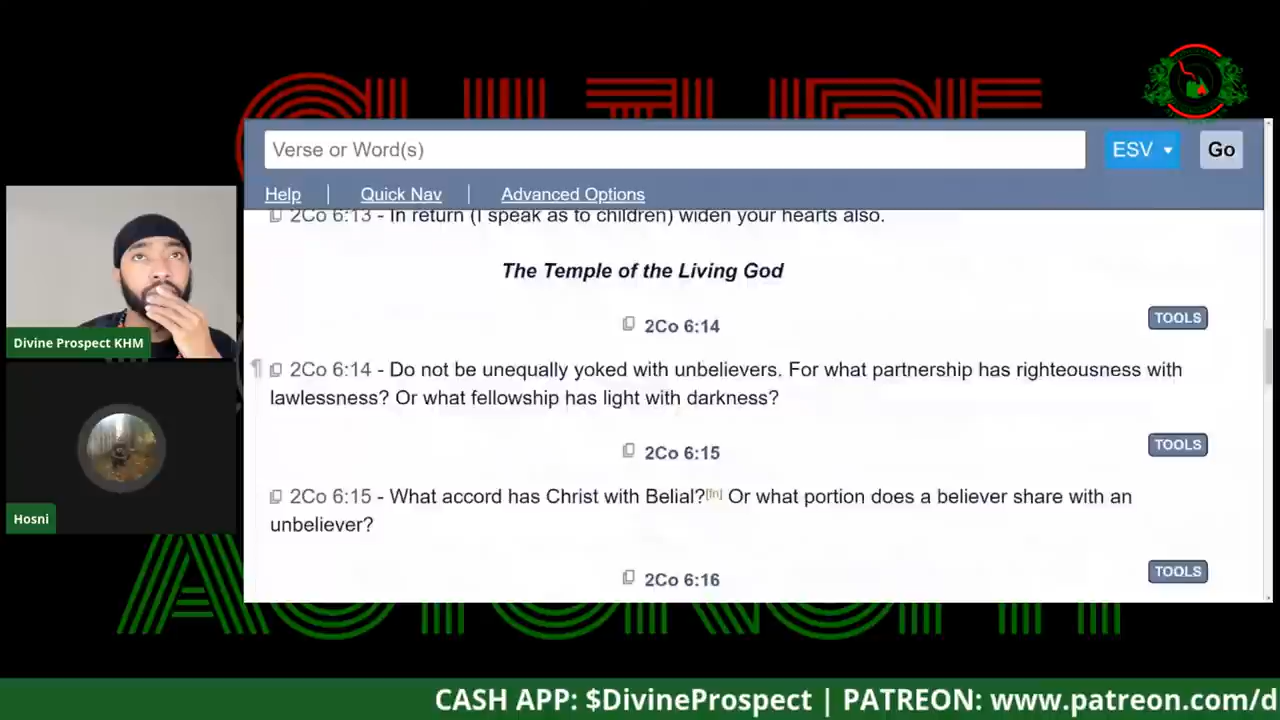 Verse or Word(s)
ESV
Go
Help | Quick Nav | Advanced Options
2Co 6:13 - In return (I speak as to children) widen your hearts also.
The Temple of the Living God
2Co 6:14
TOOLS
¶ 2Co 6:14 - Do not be unequally yoked with unbelievers. For what partnership has righteousness with
lawlessness? Or what fellowship has light with darkness?
2Co 6:15
TOOLS
2Co 6:15 - What accord has Christ with Belial?[fn] Or what portion does a believer share with an
unbeliever?
2Co 6:16
TOOLS
Divine Prospect KHM
Hosni
CASH APP: $DivineProspect | PATREON: www.patreon.com/d